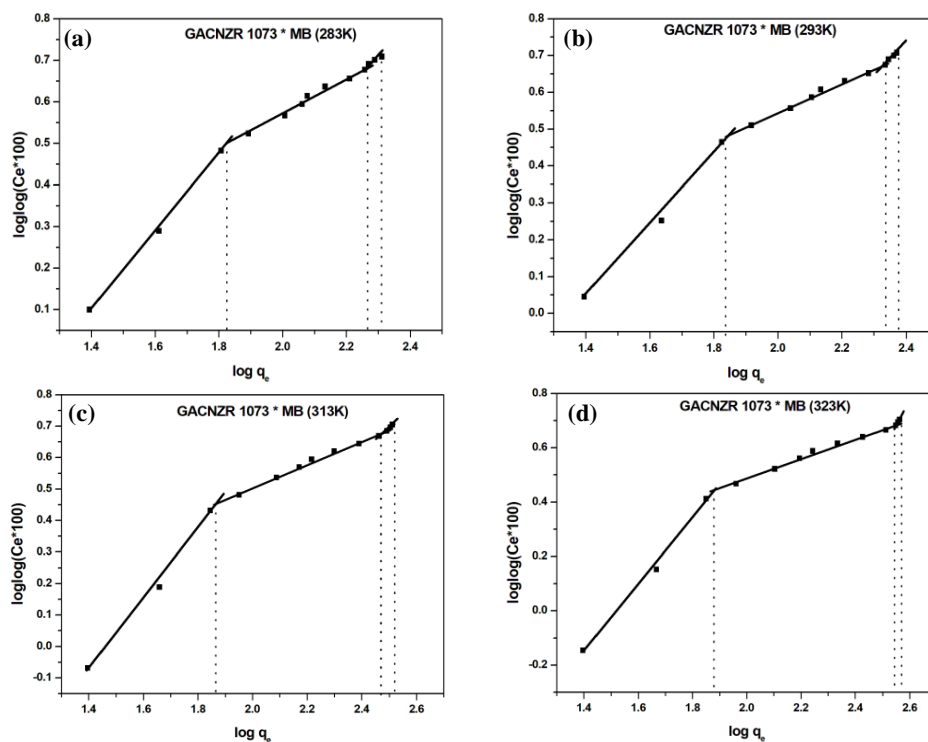 (a)
GACNZR 1073 * MB (283K)
loglog(Ce*100)
0.8
0.7
0.6
0.5
0.4
0.3
0.2
0.1
1.4 1.6 1.8 2.0 2.2 2.4
log qe
(b)
GACNZR 1073 * MB (293K)
loglog(Ce*100)
0.8
0.7
0.6
0.5
0.4
0.3
0.2
0.1
0.0
1.4 1.6 1.8 2.0 2.2 2.4
log qe
(c)
GACNZR 1073 * MB (313K)
loglog(Ce*100)
0.8
0.7
0.6
0.5
0.4
0.3
0.2
0.1
0.0
-0.1
1.4 1.6 1.8 2.0 2.2 2.4 2.6
log qe
(d)
GACNZR 1073 * MB (323K)
loglog(Ce*100)
0.8
0.6
0.4
0.2
0.0
-0.2
1.4 1.6 1.8 2.0 2.2 2.4 2.6
log qe